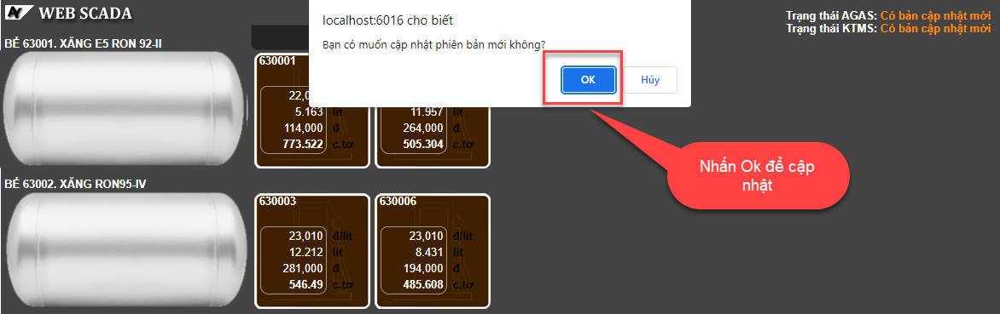 WEB SCADA
localhost:6016 cho biết
Bạn có muốn cập nhật phiên bản mới không?
OK
Hủy
Trạng thái AGAS: Có bản cập nhật mới
Trạng thái KTMS: Có bản cập nhật mới
BỂ 63001. XĂNG E5 RON 92-II
630001
5.163 lít
114,000 đ
773.522 c.tơ
11.957 lít
264,000 đ
505.304 c.tơ
Nhấn Ok để cập
nhật
BỂ 63002. XĂNG RON95-IV
630003
23,010 đ/lít
12.212 lít
281,000 đ
546.49 c.tơ
630006
23,010 đ/lít
8.431 lít
194,000 đ
485.608 c.tơ